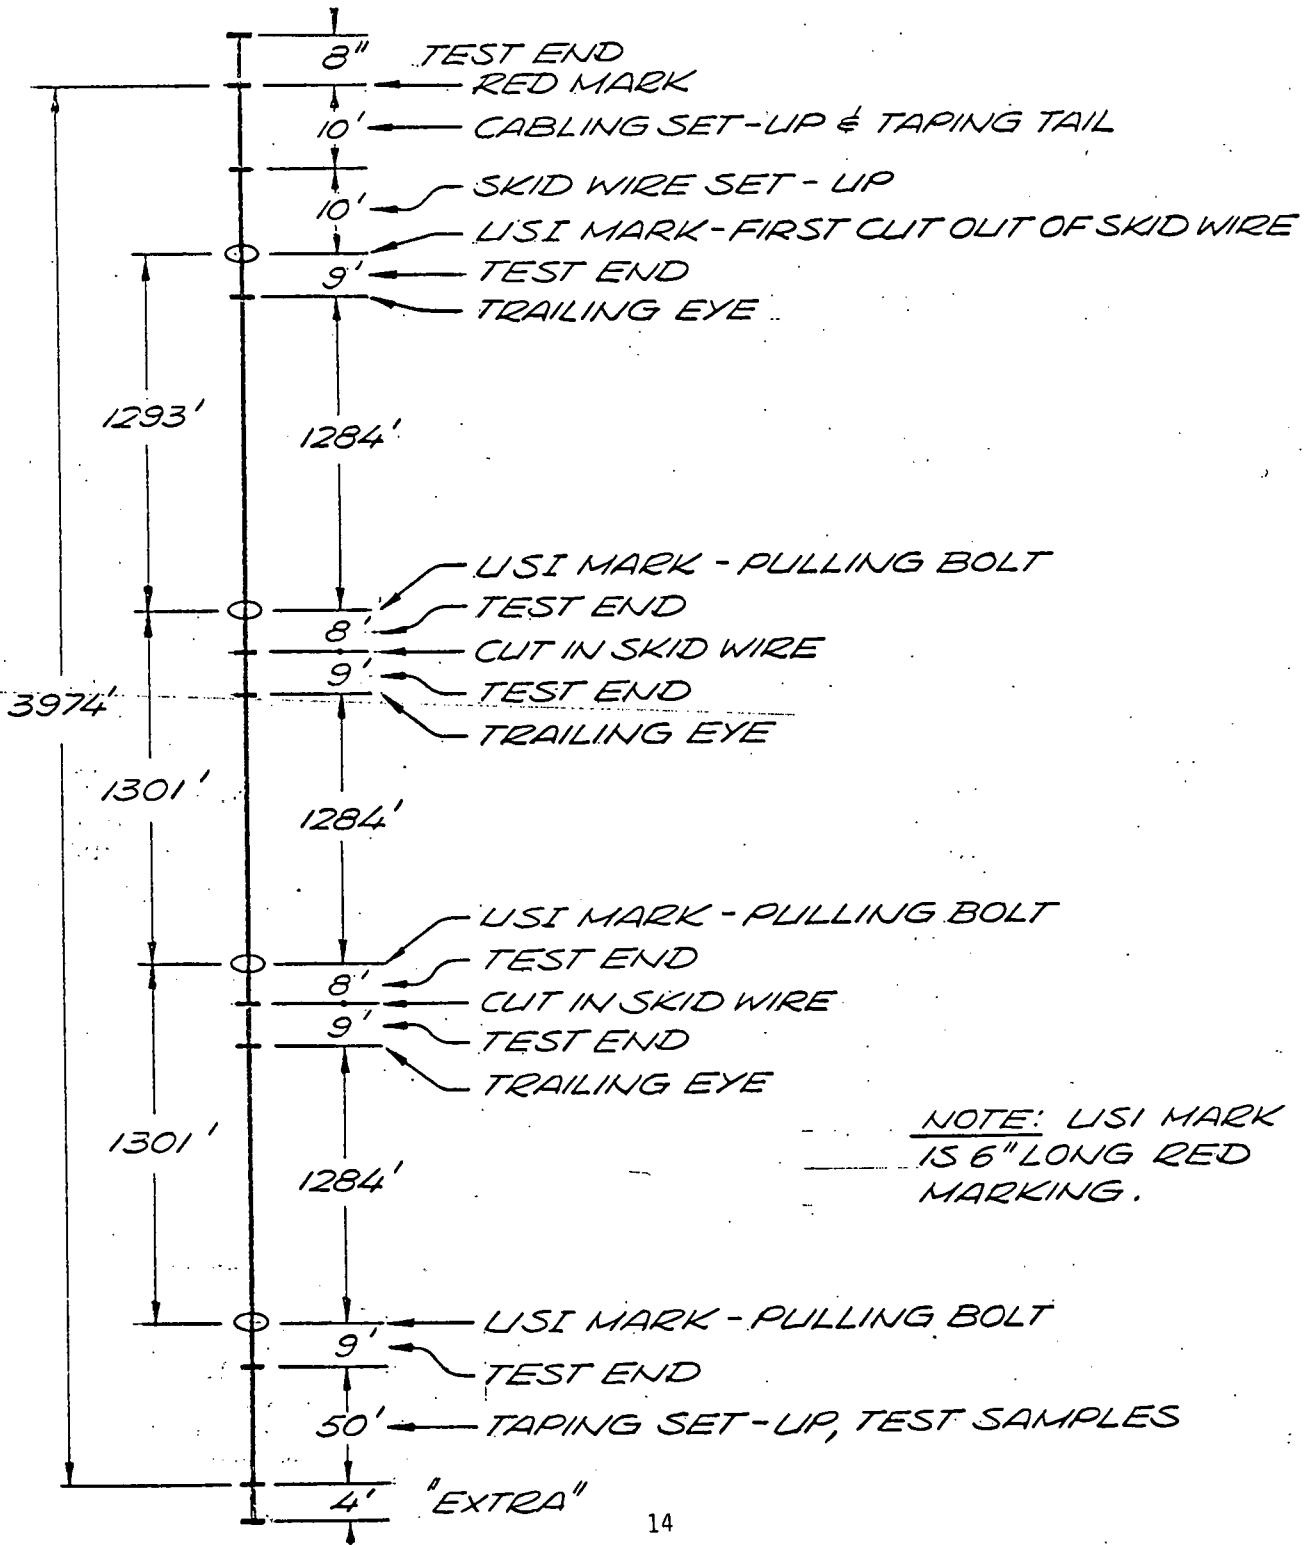 8" TEST END
RED MARK
10' CABLING SET-UP & TAPING TAIL
10' SKID WIRE SET-UP
USI MARK-FIRST CUT OUT OF SKID WIRE
9' TEST END
TRAILING EYE
1293'
1284'
USI MARK - PULLING BOLT
8' TEST END
CUT IN SKID WIRE
9' TEST END
3974'
TRAILING EYE
1301'
1284'
USI MARK - PULLING BOLT
8' TEST END
CUT IN SKID WIRE
9' TEST END
TRAILING EYE
1301'
1284'
NOTE: USI MARK
IS 6" LONG RED
MARKING.
USI MARK - PULLING BOLT
9' TEST END
50' TAPING SET-UP, TEST SAMPLES
4' "EXTRA"
14